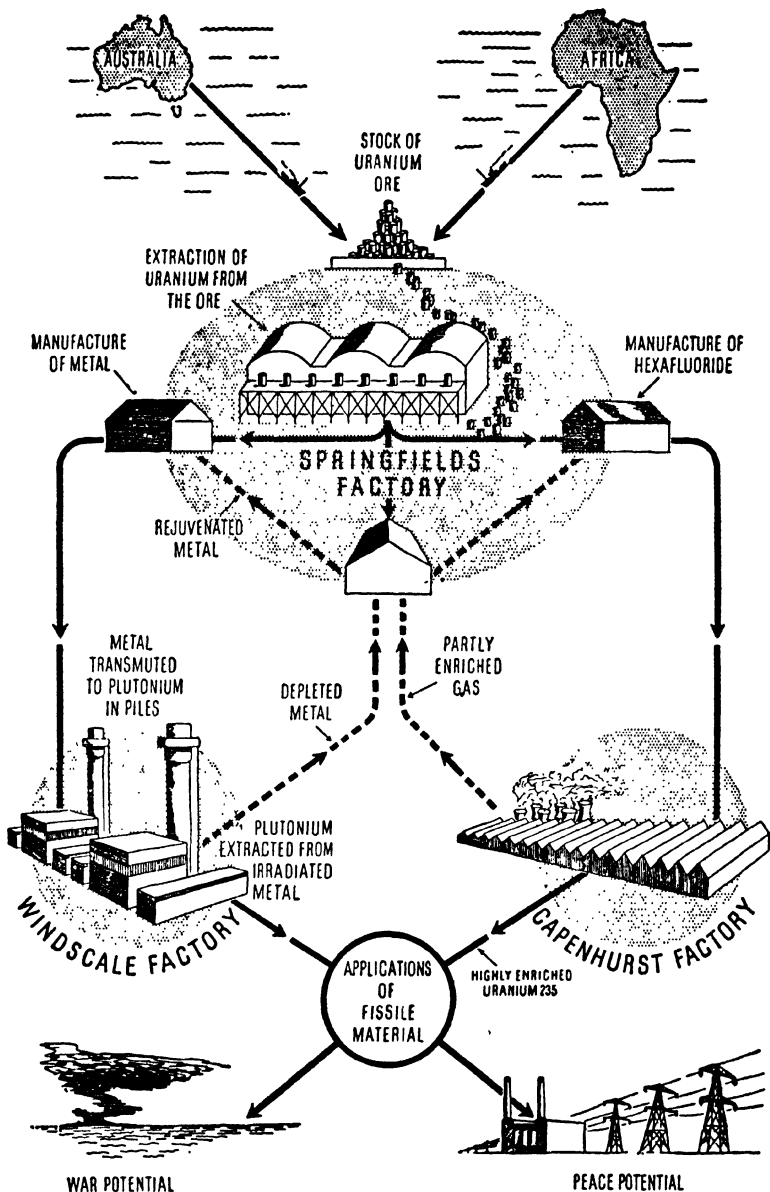 AUSTRALIA
AFRICA
STOCK OF
URANIUM
ORE
EXTRACTION OF
URANIUM FROM
THE ORE
MANUFACTURE
OF METAL
MANUFACTURE OF
HEXAFLUORIDE
SPRINGFIELDS
FACTORY
REJUVENATED
METAL
METAL
TRANSMUTED
TO PLUTONIUM
IN PILES
DEPLETED
METAL
PARTLY
ENRICHED
GAS
PLUTONIUM
EXTRACTED FROM
IRRADIATED
METAL
WINDSCALE FACTORY
CAPENHURST FACTORY
APPLICATIONS
OF
FISSILE
MATERIAL
HIGHLY ENRICHED
URANIUM 235
WAR POTENTIAL
PEACE POTENTIAL